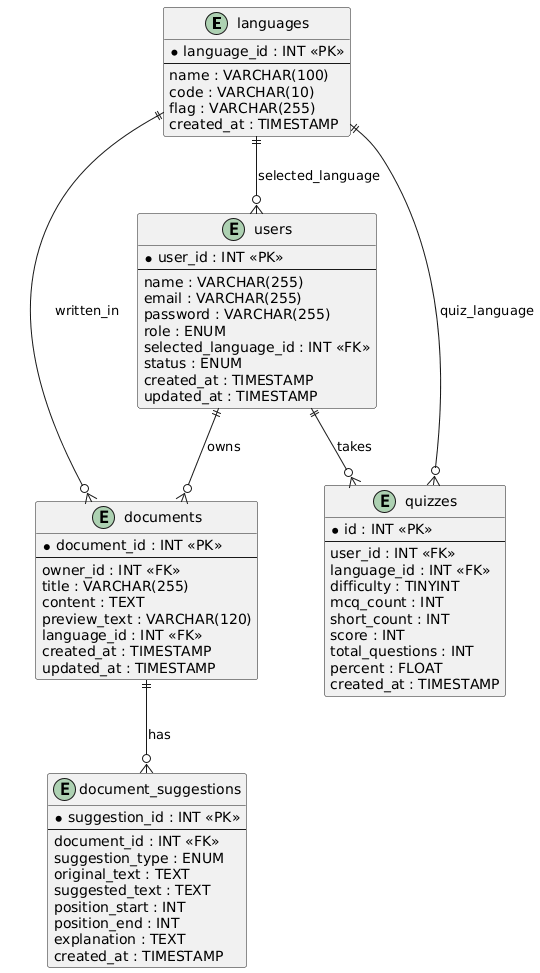 E languages
* language_id : INT «PK»
name : VARCHAR(100)
code : VARCHAR(10)
flag : VARCHAR(255)
created_at : TIMESTAMP
selected_language
E users
* user_id : INT «PK»
name : VARCHAR(255)
email : VARCHAR(255)
password : VARCHAR(255)
role : ENUM
selected_language_id : INT «FK»
status : ENUM
created_at : TIMESTAMP
updated_at : TIMESTAMP
written_in
quiz_language
owns
takes
E documents
* document_id : INT «PK»
owner_id : INT «FK»
title : VARCHAR(255)
content : TEXT
preview_text : VARCHAR(120)
language_id : INT «FK»
created_at : TIMESTAMP
updated_at : TIMESTAMP
E quizzes
* id : INT «PK»
user_id : INT «FK»
language_id : INT «FK»
difficulty : TINYINT
mcq_count : INT
short_count : INT
score : INT
total_questions : INT
percent : FLOAT
created_at : TIMESTAMP
has
E document_suggestions
* suggestion_id : INT «PK»
document_id : INT «FK»
suggestion_type : ENUM
original_text : TEXT
suggested_text : TEXT
position_start : INT
position_end : INT
explanation : TEXT
created_at : TIMESTAMP